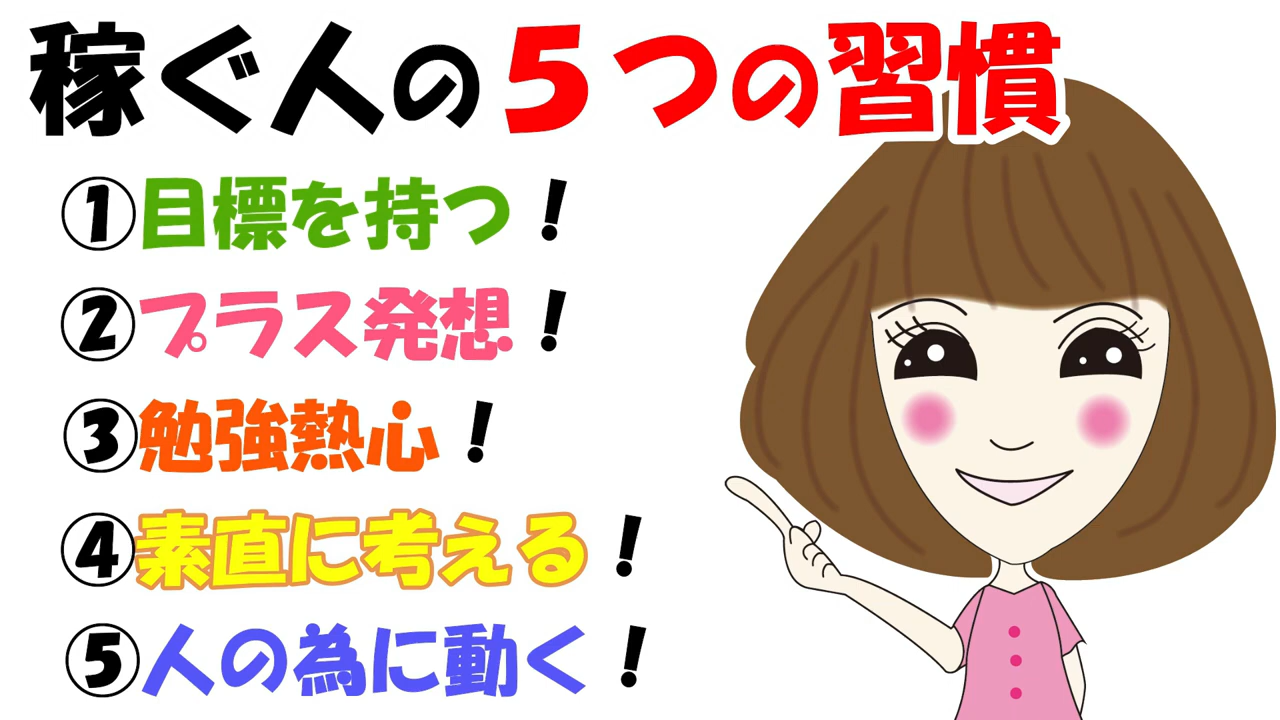 稼ぐ人の5つの習慣
①目標を持つ！
②プラス発想！
③勉強熱心！
④素直に考える！
⑤人の為に動く！